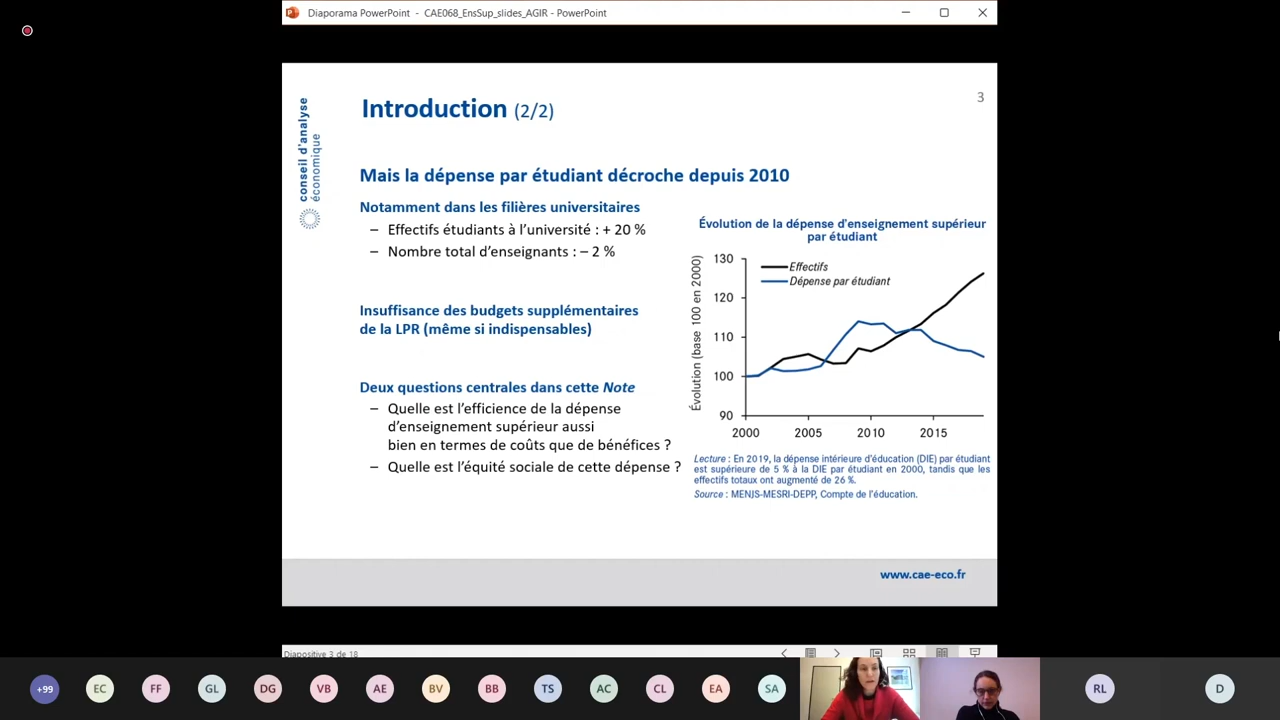 Diaporama PowerPoint - CAE068_EnsSup_slides_AGIR - PowerPoint
conseil d'analyse
économique
3
Introduction (2/2)
Mais la dépense par étudiant décroche depuis 2010
Notamment dans les filières universitaires
– Effectifs étudiants à l'université : + 20 %
– Nombre total d'enseignants : – 2 %
Insuffisance des budgets supplémentaires
de la LPR (même si indispensables)
Deux questions centrales dans cette Note
– Quelle est l'efficience de la dépense
d'enseignement supérieur aussi
bien en termes de coûts que de bénéfices ?
– Quelle est l'équité sociale de cette dépense ?
Évolution de la dépense d'enseignement supérieur
par étudiant
Évolution (base 100 en 2000)
130
120
110
100
90
Effectifs
Dépense par étudiant
2000 2005 2010 2015
Lecture : En 2019, la dépense intérieure d'éducation (DIE) par étudiant
est supérieure de 5 % à la DIE par étudiant en 2000, tandis que les
effectifs totaux ont augmenté de 26 %.
Source : MENJS-MESRI-DEPP, Compte de l'éducation.
www.cae-eco.fr
Diapositive 3 de 18
+99 EC FF GL DG VB AE BV BB TS AC CL EA SA RL D